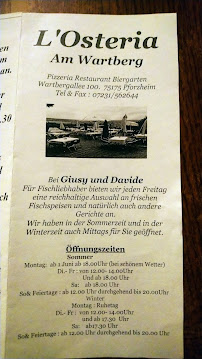 L'Osteria
Am Wartberg
Pizzeria Restaurant Biergarten
Wartbergallee 100, 75175 Pforzheim
Tel & Fax : 07231/562644
Bei Giusy und Davide
Für Fischliebhaber bieten wir jeden Freitag
eine reichhaltige Auswahl an frischen
Fischspeisen und natürlich auch andere
Gerichte an.
Wir haben in der Sommerzeit und in der
Winterzeit auch Mittags für Sie geöffnet.
Öffnungszeiten
Sommer
Montag: ab 1 Juni ab 18.00Uhr (bei schönem Wetter)
Di.- Fr : von 12.00- 14.00Uhr
Und ab 18.00 Uhr
Sa: ab 18.00 Uhr
So& Feiertage : ab 12.00 Uhr durchgehend bis 20.00Uhr
Winter
Montag : Ruhetag
Di.- Fr : von 12.00- 14.00Uhr
und ab 17.30 Uhr
Sa: ab17.30 Uhr
So& Feiertage : ab 12.00 Uhr durchgehend bis 20.00Uhr
.30